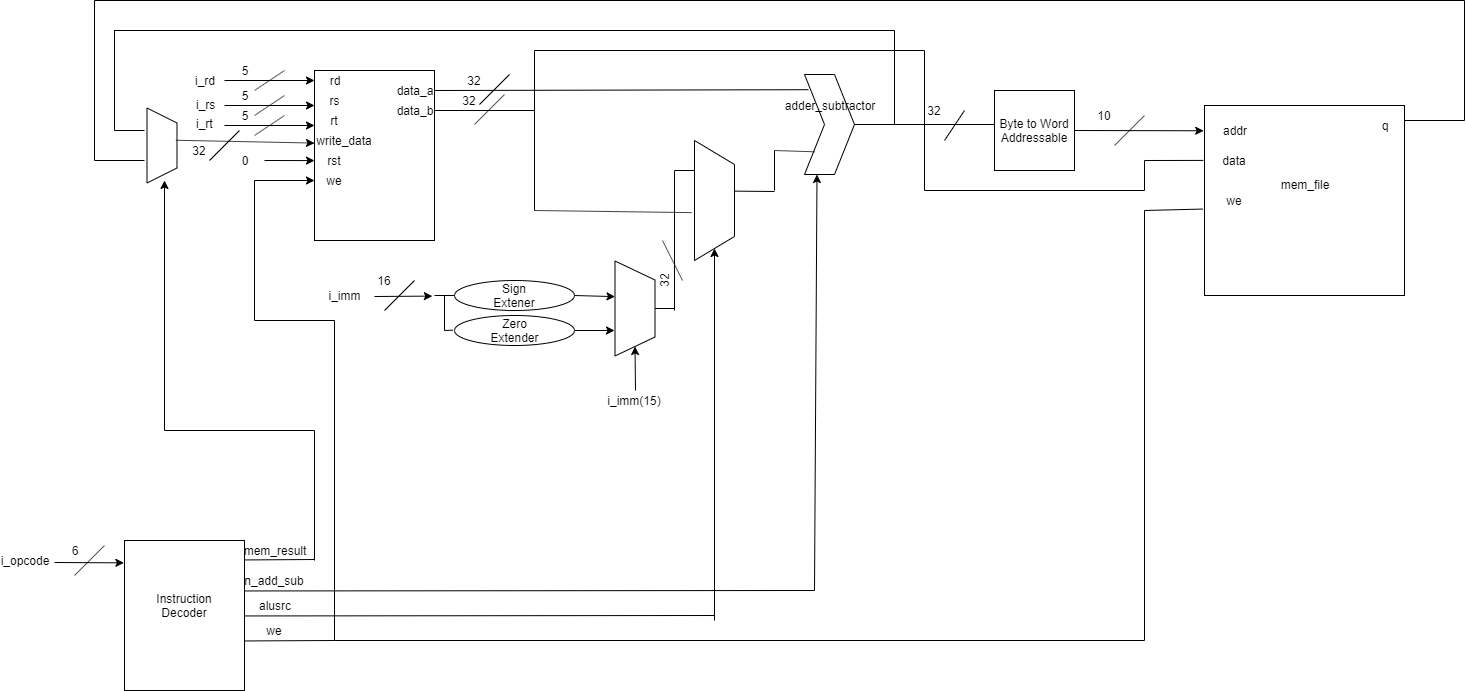 i_rd
5
i_rs
5
i_rt
5
32
0
rd
rs
rt
write_data
rst
we
data_a
data_b
32
32
adder_subtractor
32
Byte to Word
Addressable
10
addr
data
we
q
mem_file
i_imm
16
Sign
Extener
Zero
Extender
32
i_imm(15)
i_opcode
6
Instruction
Decoder
mem_result
n_add_sub
alusrc
we